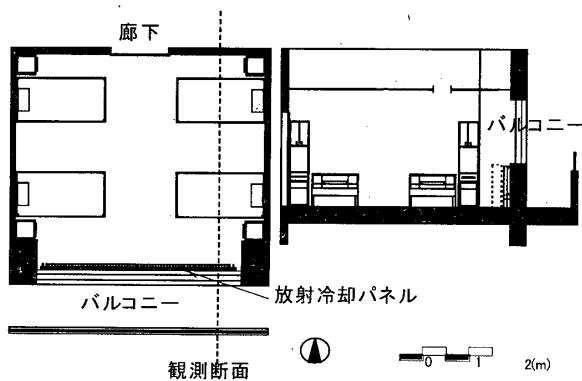 廊下
バルコニー
放射冷却パネル
バルコニー
観測断面
0 1 2(m)